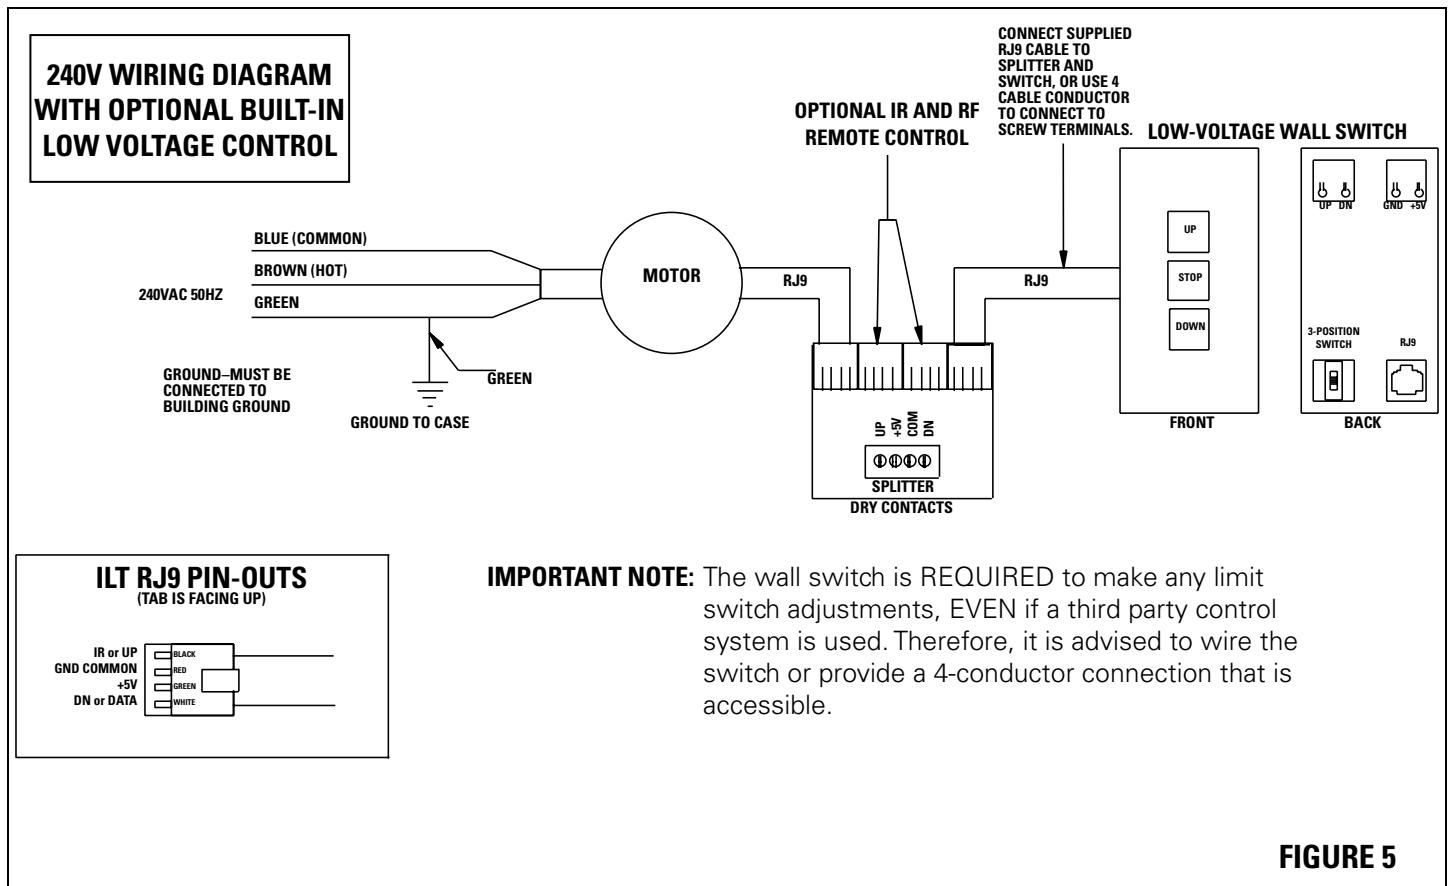 240V WIRING DIAGRAM
WITH OPTIONAL BUILT-IN
LOW VOLTAGE CONTROL
CONNECT SUPPLIED
RJ9 CABLE TO
SPLITTER AND
SWITCH, OR USE 4
CABLE CONDUCTOR
TO CONNECT TO
SCREW TERMINALS.
OPTIONAL IR AND RF
REMOTE CONTROL
LOW-VOLTAGE WALL SWITCH
BLUE (COMMON)
BROWN (HOT)
240VAC 50HZ
GREEN
GROUND–MUST BE
CONNECTED TO
BUILDING GROUND
GREEN
GROUND TO CASE
MOTOR
RJ9
RJ9
UP
+5V
COM
DN
SPLITTER
DRY CONTACTS
UP
STOP
DOWN
FRONT
UP DN
GND +5V
3-POSITION
SWITCH
RJ9
BACK
ILT RJ9 PIN-OUTS
(TAB IS FACING UP)
IR or UP BLACK
GND COMMON RED
+5V GREEN
DN or DATA WHITE
IMPORTANT NOTE: The wall switch is REQUIRED to make any limit
switch adjustments, EVEN if a third party control
system is used. Therefore, it is advised to wire the
switch or provide a 4-conductor connection that is
accessible.
FIGURE 5